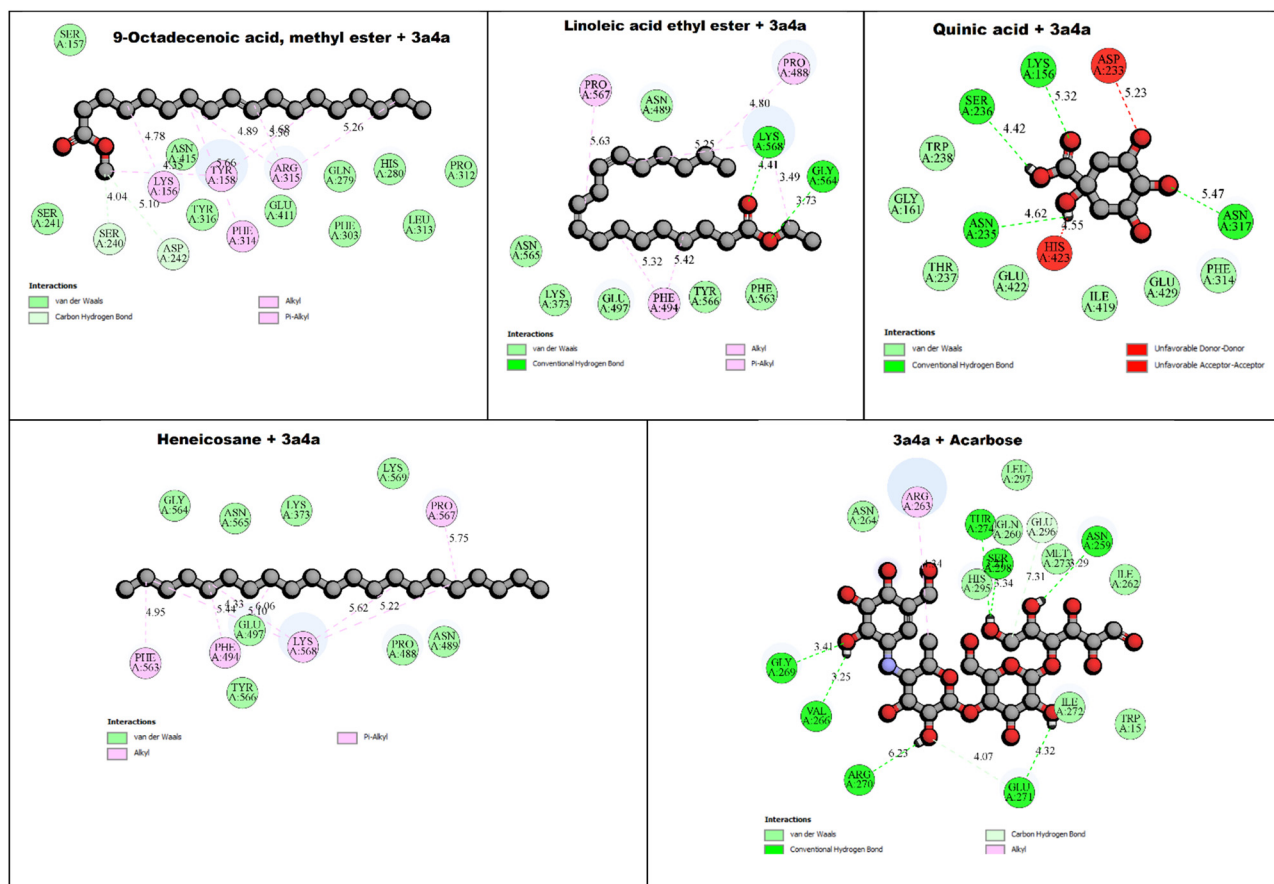 9-Octadecenoic acid, methyl ester + 3a4a
SER
A:157
4.78
4.89
4.68
5.26
ASN
A:415
4.35
5.66
LYS
A:156
TYR
A:158
ARG
A:315
GLN
A:279
HIS
A:280
PRO
A:312
4.04
5.10
SER
A:241
SER
A:240
ASP
A:242
TYR
A:316
PHE
A:314
GLU
A:411
PHE
A:303
LEU
A:313
Interactions
van der Waals
Carbon Hydrogen Bond
Alkyl
Pi-Alkyl
Linoleic acid ethyl ester + 3a4a
PRO
A:567
ASN
A:489
PRO
A:488
4.80
LYS
A:568
5.63
5.25
4.41
GLY
A:564
3.49
3.73
ASN
A:565
5.32
5.42
LYS
A:373
GLU
A:497
PHE
A:494
TYR
A:566
PHE
A:563
Interactions
van der Waals
Conventional Hydrogen Bond
Alkyl
Pi-Alkyl
Quinic acid + 3a4a
LYS
A:156
ASP
A:233
5.32
5.23
SER
A:236
4.42
TRP
A:238
GLY
A:161
ASN
A:235
4.62
4.55
5.47
ASN
A:317
HIS
A:423
THR
A:237
GLU
A:422
ILE
A:419
GLU
A:429
PHE
A:314
Interactions
van der Waals
Conventional Hydrogen Bond
Unfavorable Donor-Donor
Unfavorable Acceptor-Acceptor
Heneicosane + 3a4a
LYS
A:569
GLY
A:564
ASN
A:565
LYS
A:373
PRO
A:567
5.75
4.95
5.44
4.33
5.10
6.06
5.62
5.22
PHE
A:563
PHE
A:494
GLU
A:497
LYS
A:568
PRO
A:488
ASN
A:489
TYR
A:566
Interactions
van der Waals
Alkyl
Pi-Alkyl
3a4a + Acarbose
LEU
A:297
ARG
A:263
ASN
A:264
THR
A:274
GLN
A:260
GLU
A:296
ASN
A:259
SER
A:298
MET
A:273
3.29
ILE
A:262
HIS
A:295
3.34
7.31
GLY
A:269
3.41
3.25
VAL
A:266
ILE
A:272
TRP
A:15
ARG
A:270
6.23
4.07
4.32
GLU
A:271
Interactions
van der Waals
Conventional Hydrogen Bond
Carbon Hydrogen Bond
Alkyl